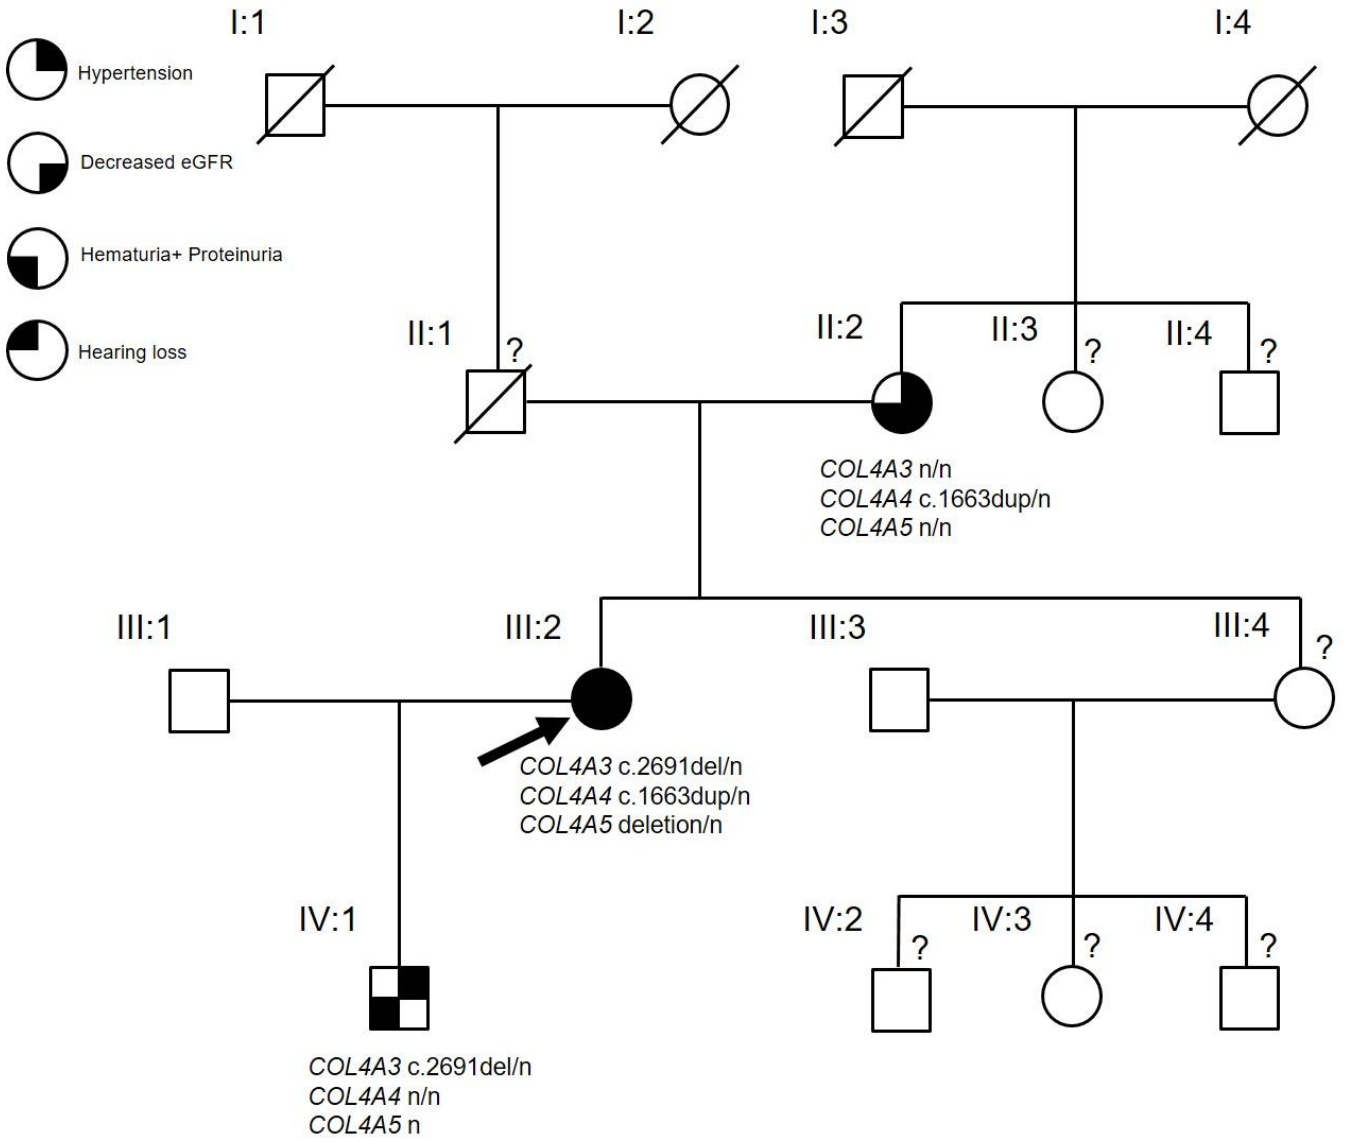 I:1
I:2
I:3
I:4
Hypertension
Decreased eGFR
Hematuria+ Proteinuria
Hearing loss
II:1
?
II:2
II:3
?
II:4
?
COL4A3 n/n
COL4A4 c.1663dup/n
COL4A5 n/n
III:1
III:2
III:3
III:4
?
COL4A3 c.2691del/n
COL4A4 c.1663dup/n
COL4A5 deletion/n
IV:1
IV:2
?
IV:3
?
IV:4
?
COL4A3 c.2691del/n
COL4A4 n/n
COL4A5 n